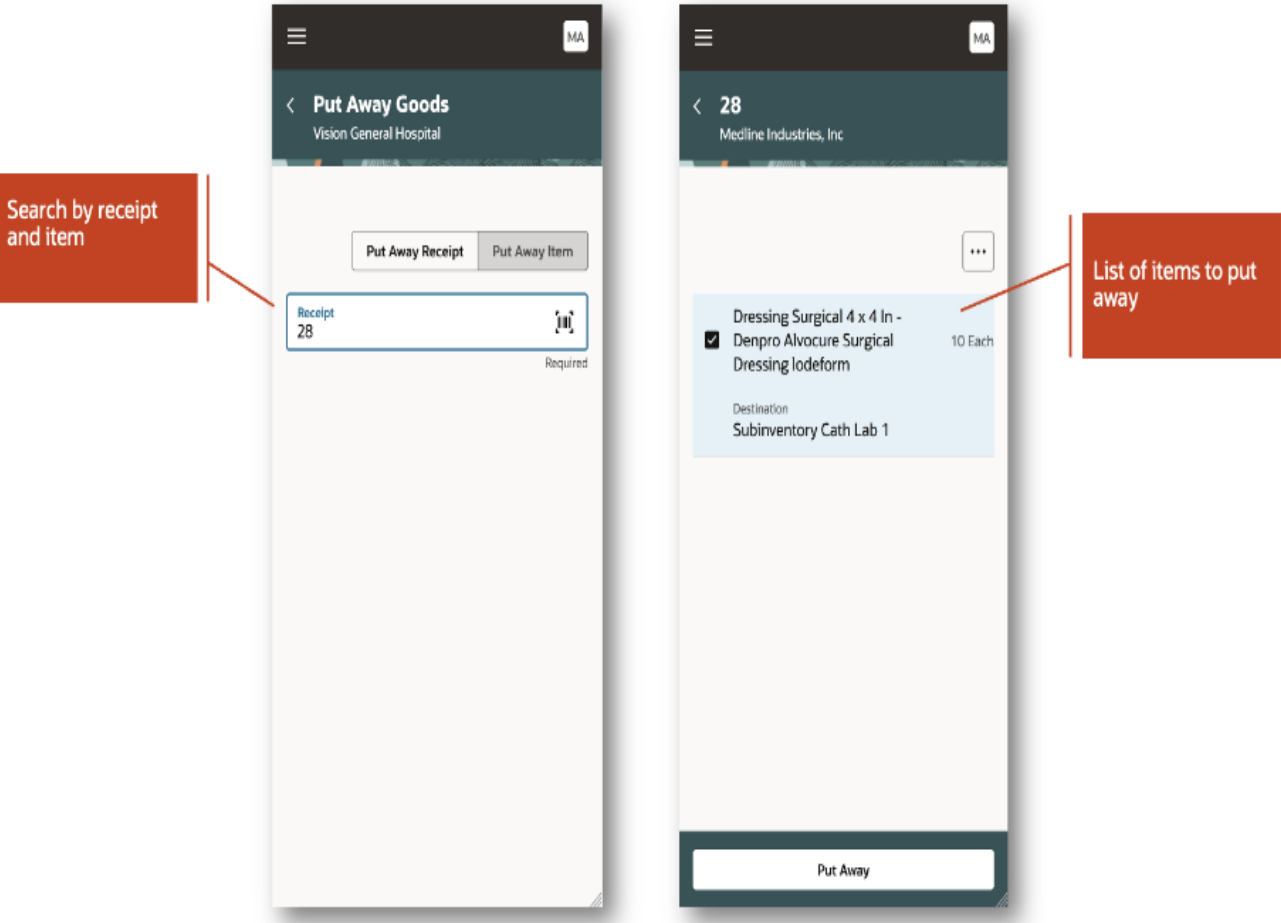 Search by receipt
and item
MA
Put Away Goods
Vision General Hospital
Put Away Receipt
Put Away Item
Receipt
28
Required
MA
28
Medline Industries, Inc
...
Dressing Surgical 4 x 4 In -
Denpro Alvocure Surgical
Dressing Iodeform
10 Each
Destination
Subinventory Cath Lab 1
Put Away
List of items to put
away